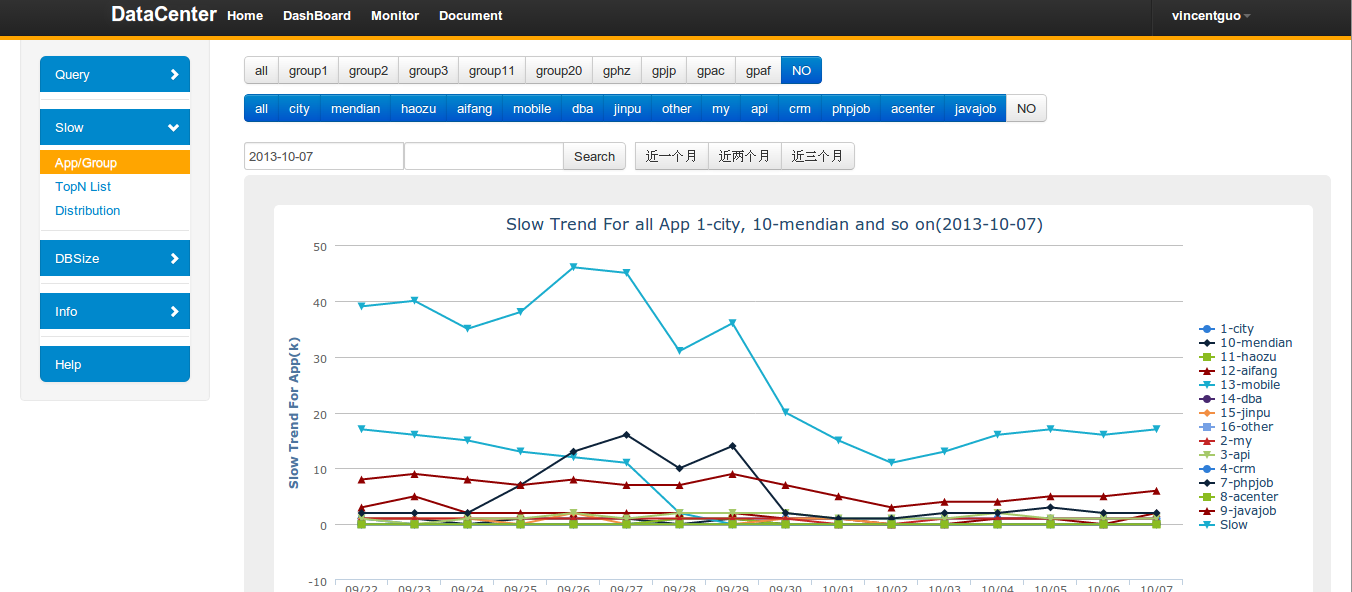 DataCenter Home DashBoard Monitor Document vincentguo
Query
Slow
App/Group
TopN List
Distribution
DBSize
Info
Help
all group1 group2 group3 group11 group20 gphz gpjp gpac gpaf NO
all city mendian haozu aifang mobile dba jinpu other my api crm phpjob acenter javajob NO
2013-10-07 Search 近一个月 近两个月 近三个月
Slow Trend For all App 1-city, 10-mendian and so on(2013-10-07)
Slow Trend For App(k)
50
40
30
20
10
0
-10
09/22 09/23 09/24 09/25 09/26 09/27 09/28 09/29 09/30 10/01 10/02 10/03 10/04 10/05 10/06 10/07
1-city
10-mendian
11-haozu
12-aifang
13-mobile
14-dba
15-jinpu
16-other
2-my
3-api
4-crm
7-phpjob
8-acenter
9-javajob
Slow